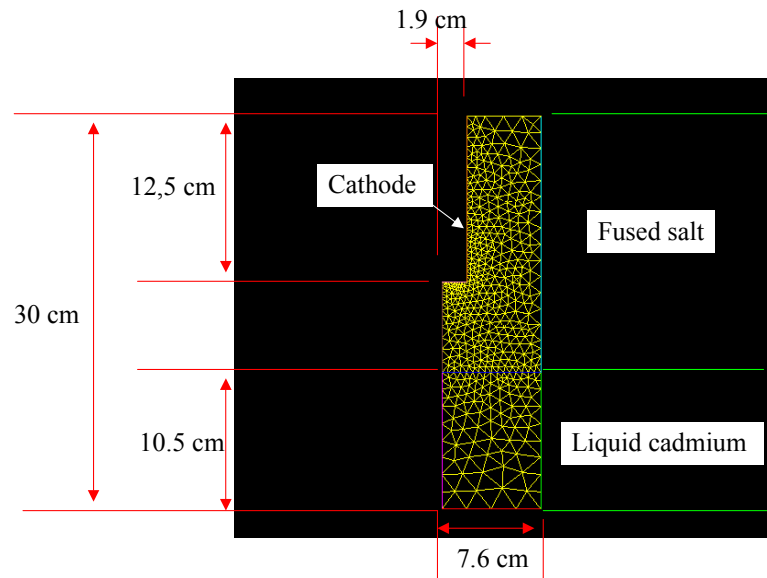 1.9 cm
12,5 cm
Cathode
Fused salt
30 cm
10.5 cm
Liquid cadmium
7.6 cm